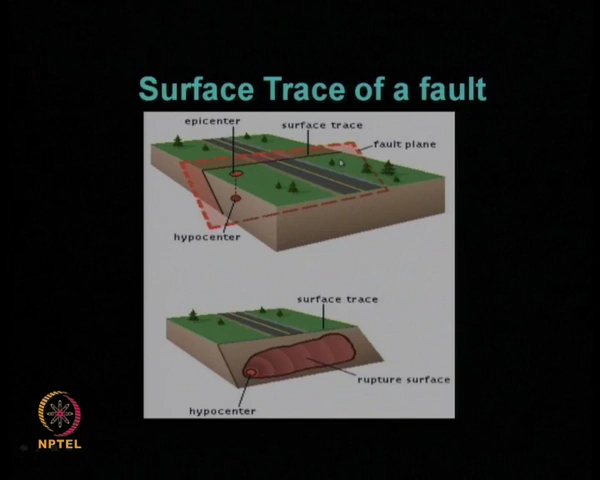 Surface Trace of a fault
epicenter
surface trace
fault plane
hypocenter
surface trace
rupture surface
hypocenter
NPTEL